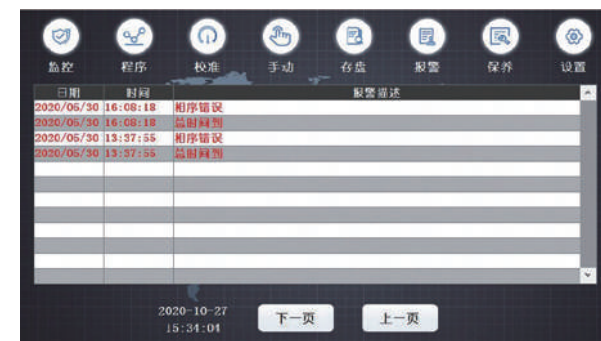 监控 程序 校准 手动 存盘 报警 保养 设置
日期 时间 报警描述
2020/05/30 16:08:18 相序错误
2020/05/30 16:08:18 总时间到
2020/05/30 13:37:55 相序错误
2020/05/30 13:37:55 总时间到
2020-10-27
15:34:04
下一页 上一页